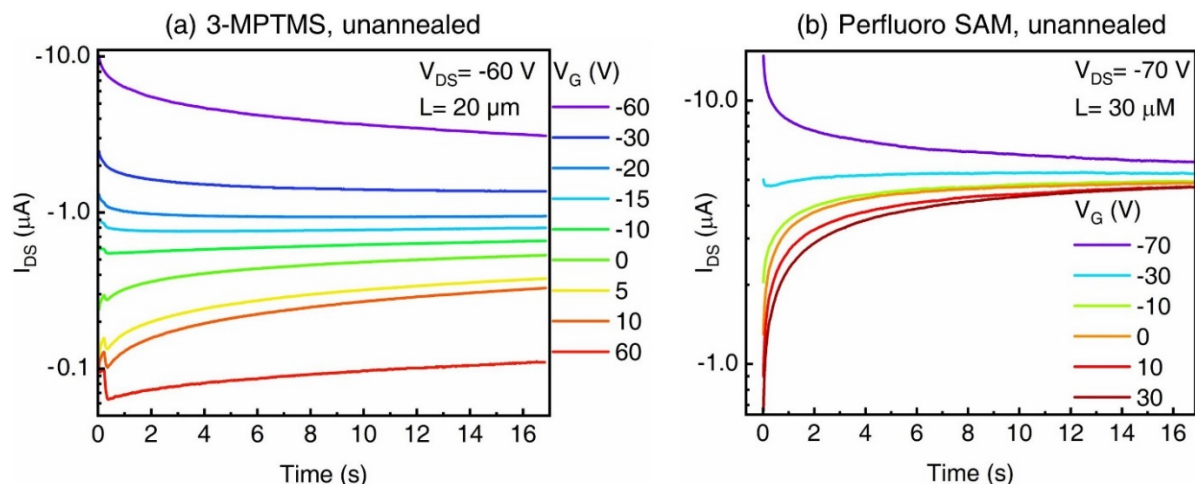 (a) 3-MPTMS, unannealed
-10.0
-1.0
-0.1
I_DS (μA)
V_DS= -60 V
L= 20 μm
V_G (V)
-60
-30
-20
-15
-10
0
5
10
60
0 2 4 6 8 10 12 14 16
Time (s)
(b) Perfluoro SAM, unannealed
-10.0
-1.0
I_DS (μA)
V_DS= -70 V
L= 30 μM
V_G (V)
-70
-30
-10
0
10
30
0 2 4 6 8 10 12 14 16
Time (s)